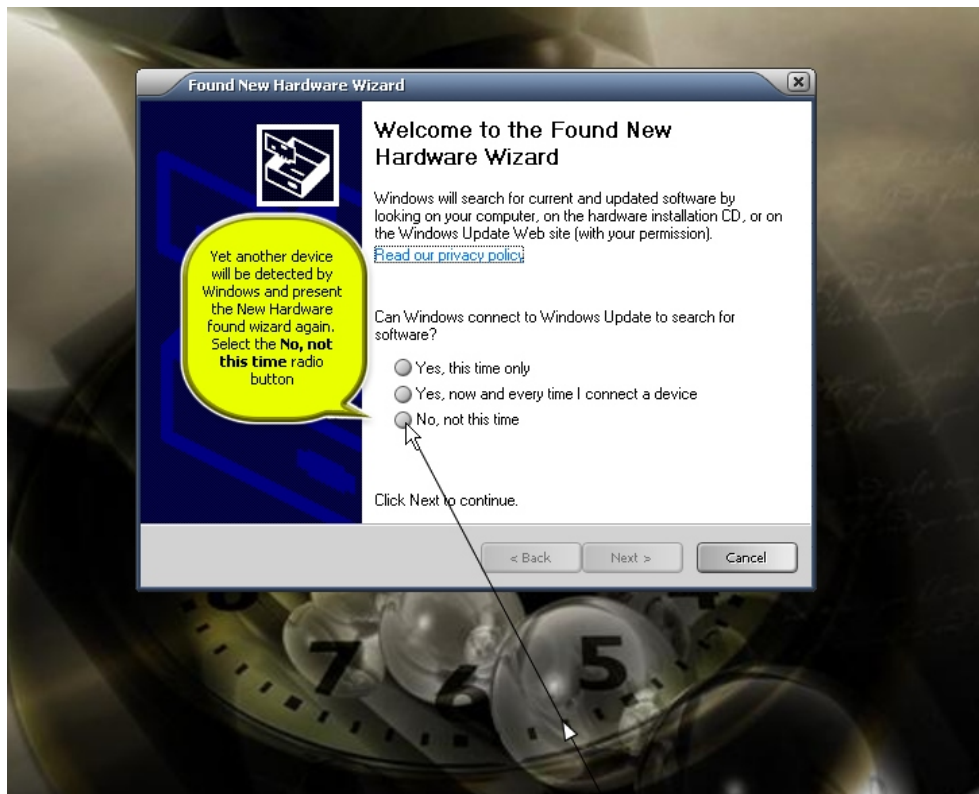 Found New Hardware Wizard
Welcome to the Found New
Hardware Wizard
Windows will search for current and updated software by
looking on your computer, on the hardware installation CD, or on
the Windows Update Web site (with your permission).
Read our privacy policy
Yet another device
will be detected by
Windows and present
the New Hardware
found wizard again.
Select the No, not
this time radio
button
Can Windows connect to Windows Update to search for
software?
Yes, this time only
Yes, now and every time I connect a device
No, not this time
Click Next to continue.
< Back
Next >
Cancel
7
6
5